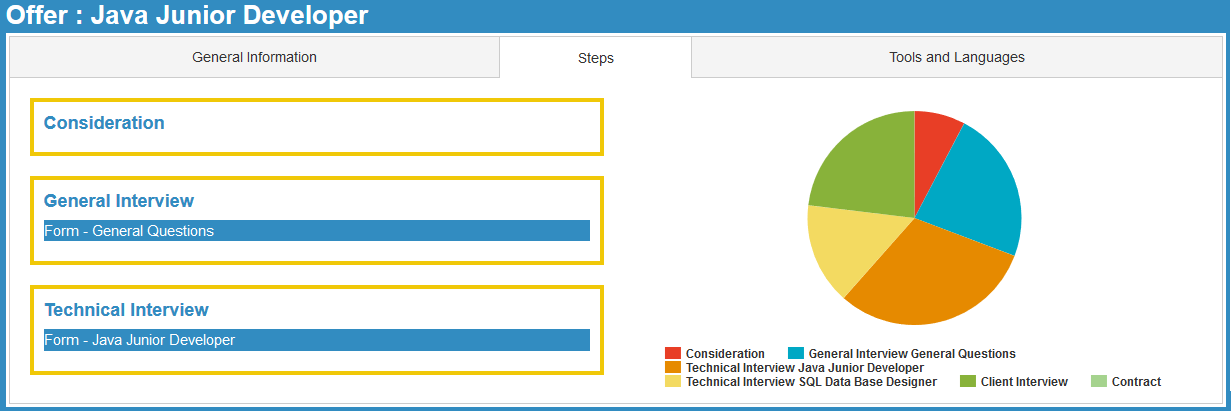 Offer : Java Junior Developer
General Information
Steps
Tools and Languages
Consideration
General Interview
Form - General Questions
Technical Interview
Form - Java Junior Developer
Consideration General Interview General Questions
Technical Interview Java Junior Developer
Technical Interview SQL Data Base Designer Client Interview Contract